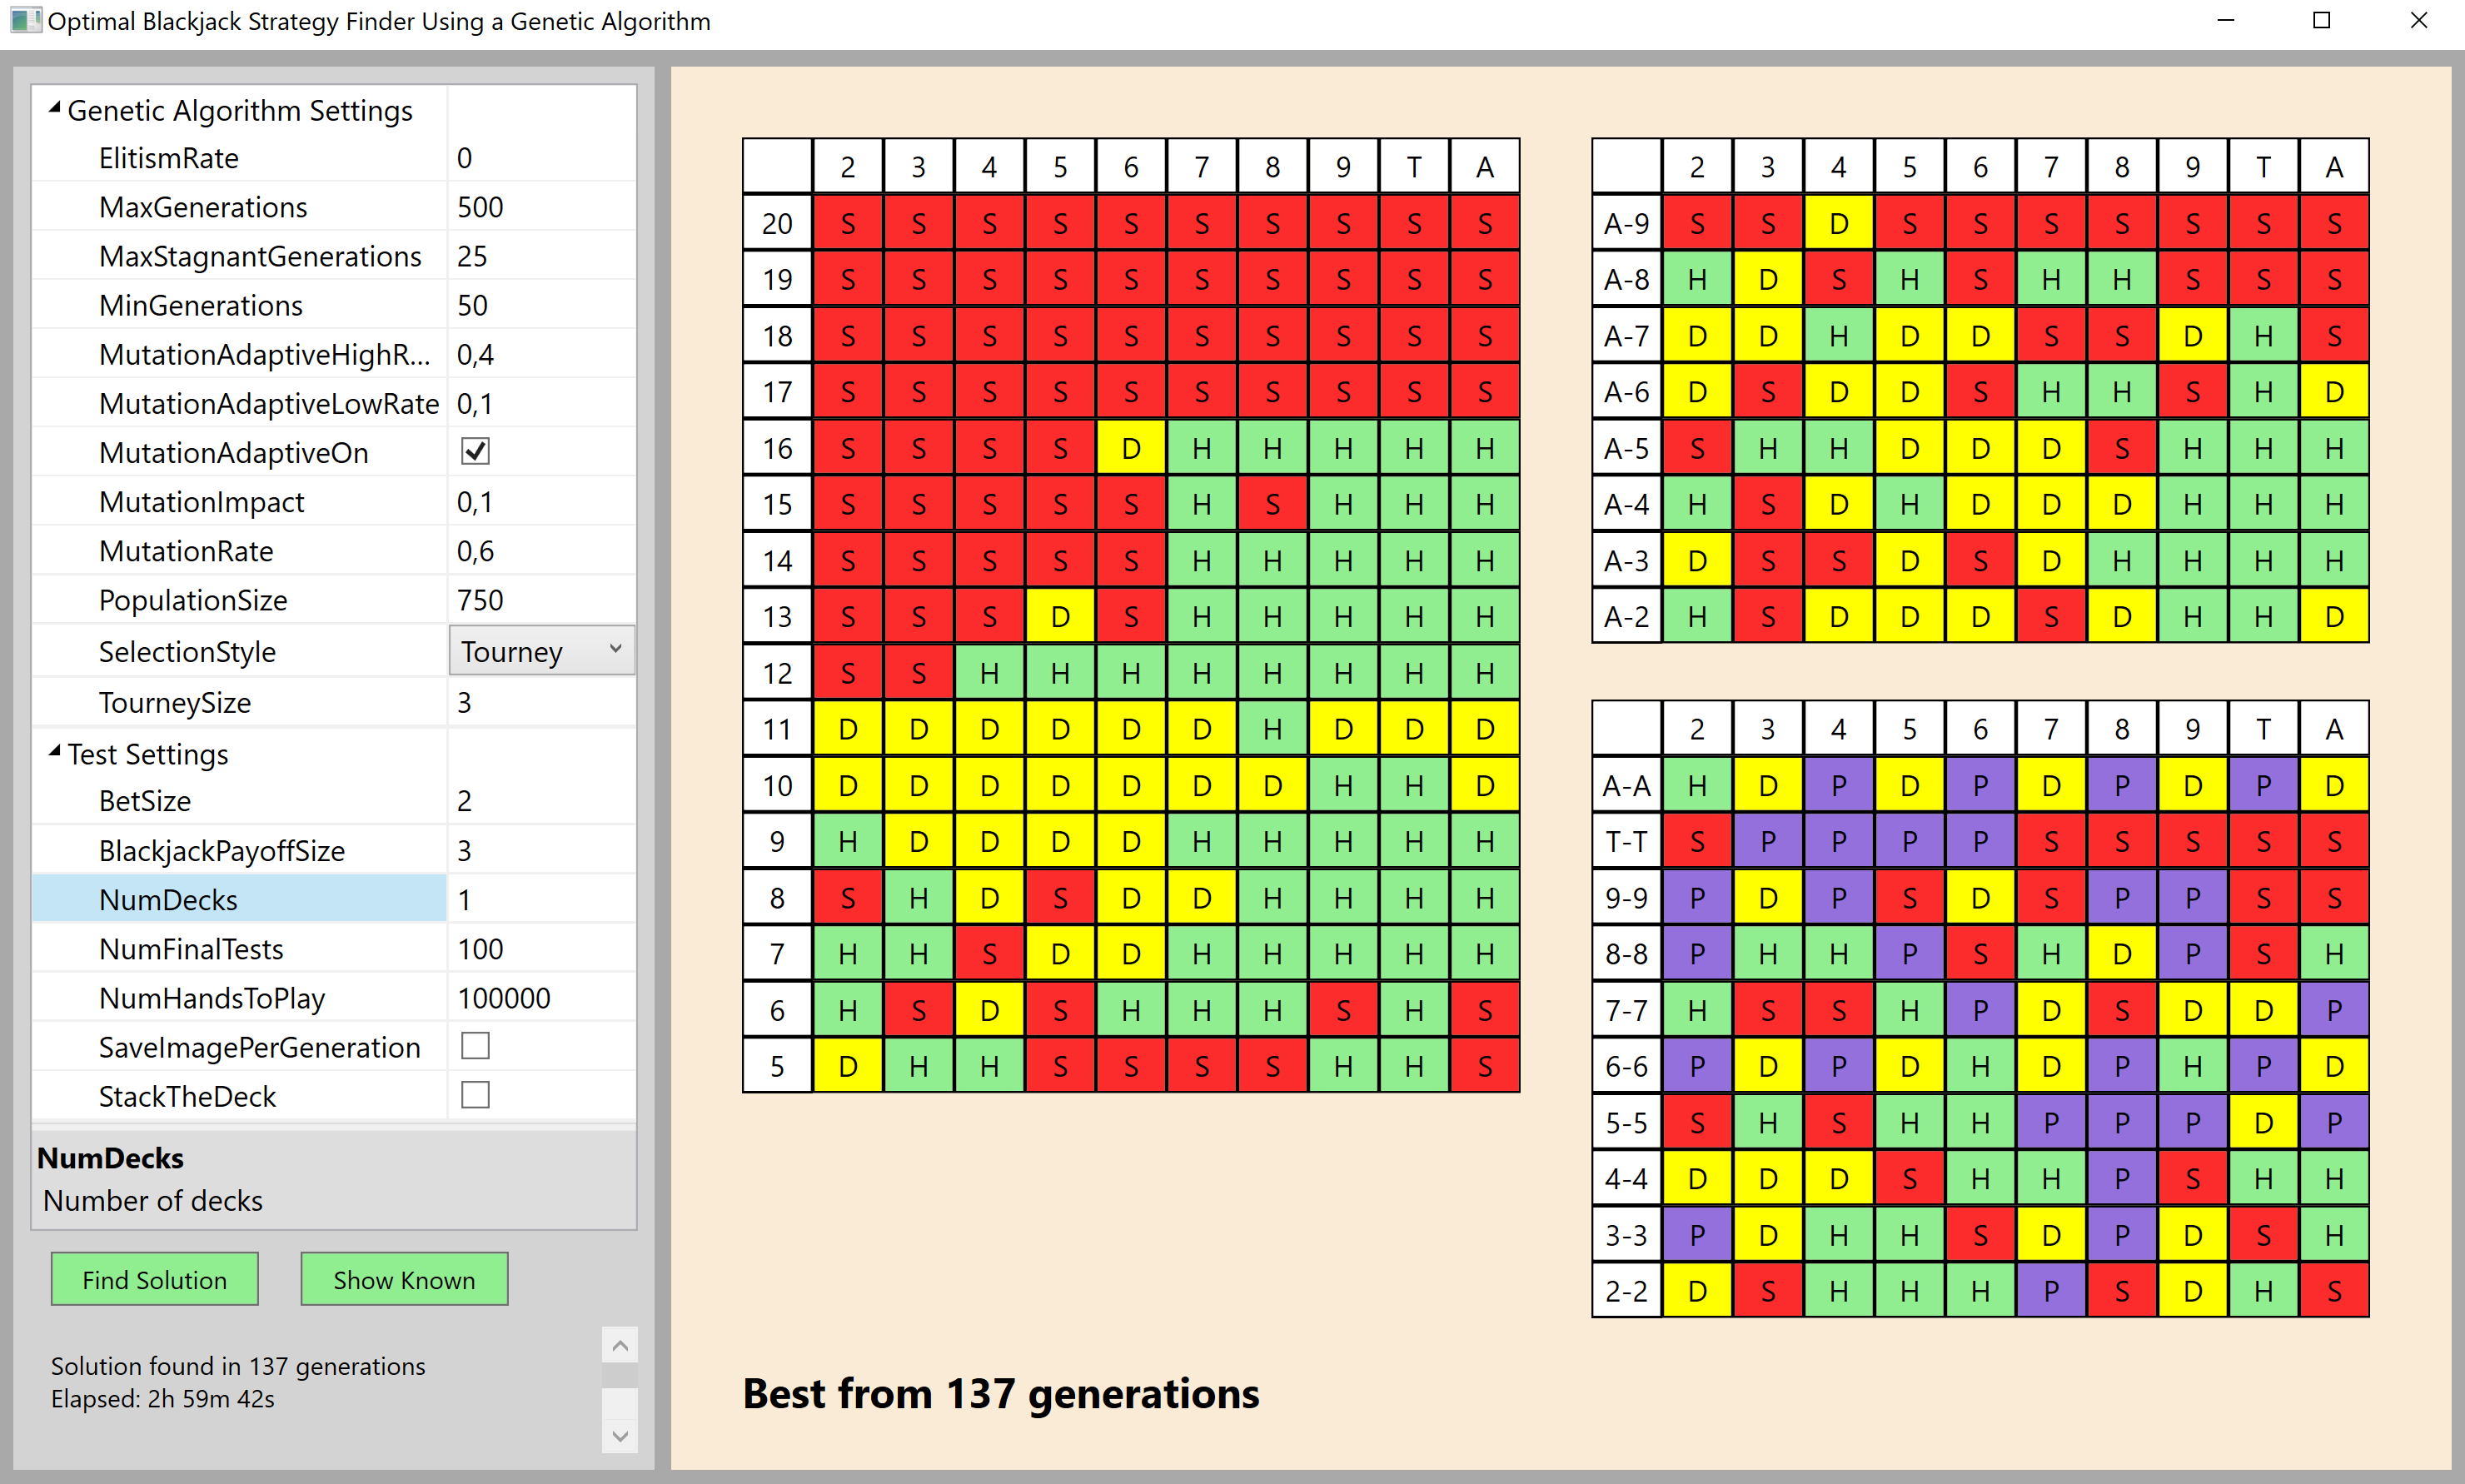 Optimal Blackjack Strategy Finder Using a Genetic Algorithm
Genetic Algorithm Settings
ElitismRate 0
MaxGenerations 500
MaxStagnantGenerations 25
MinGenerations 50
MutationAdaptiveHighR... 0,4
MutationAdaptiveLowRate 0,1
MutationAdaptiveOn
MutationImpact 0,1
MutationRate 0,6
PopulationSize 750
SelectionStyle Tourney
TourneySize 3
Test Settings
BetSize 2
BlackjackPayoffSize 3
NumDecks 1
NumFinalTests 100
NumHandsToPlay 100000
SaveImagePerGeneration
StackTheDeck
NumDecks
Number of decks
Find Solution Show Known
Solution found in 137 generations
Elapsed: 2h 59m 42s
2 3 4 5 6 7 8 9 T A
20 S S S S S S S S S S
19 S S S S S S S S S S
18 S S S S S S S S S S
17 S S S S S S S S S S
16 S S S S D H H H H H
15 S S S S S H S H H H
14 S S S S S H H H H H
13 S S S D S H H H H H
12 S S H H H H H H H H
11 D D D D D D H D D D
10 D D D D D D D H H D
9 H D D D D H H H H H
8 S H D S D D H H H H
7 H H S D D H H H H H
6 H S D S H H H S H S
5 D H H S S S S H H S
2 3 4 5 6 7 8 9 T A
A-9 S S D S S S S S S S
A-8 H D S H S H H S S S
A-7 D D H D D S S D H S
A-6 D S D D S H H S H D
A-5 S H H D D D S H H H
A-4 H S D H D D D H H H
A-3 D S S D S D H H H H
A-2 H S D D D S D H H D
2 3 4 5 6 7 8 9 T A
A-A H D P D P D P D P D
T-T S P P P P S S S S S
9-9 P D P S D S P P S S
8-8 P H H P S H D P S H
7-7 H S S H P D S D D P
6-6 P D P D H D P H P D
5-5 S H S H H P P P D P
4-4 D D D S H H P S H H
3-3 P D H H S D P D S H
2-2 D S H H H P S D H S
Best from 137 generations